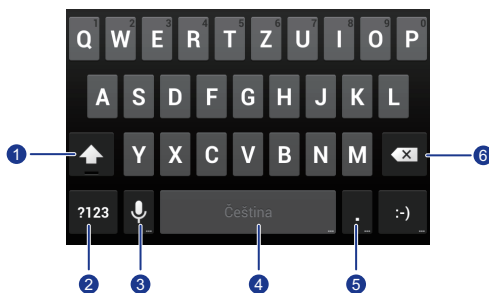 1 2 3 4 5 6 7 8 9 0
Q W E R T Z U I O P
A S D F G H J K L
1 Y X C V B N M 6
?123 Čeština . :-)
2 3 4 5